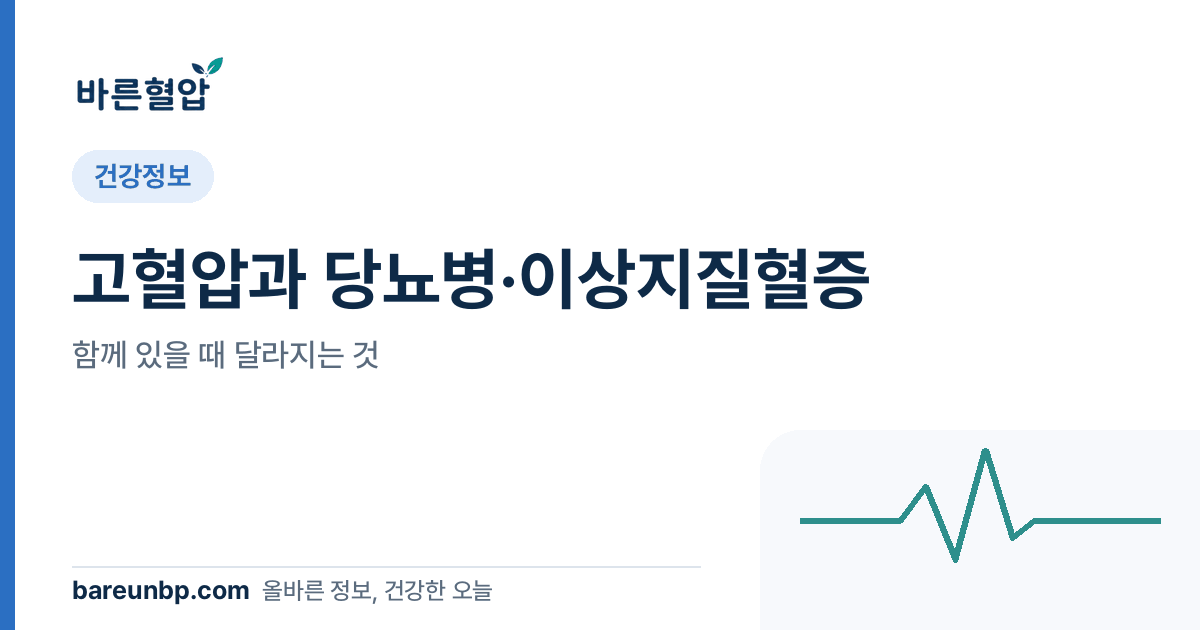 바른혈압
건강정보
고혈압과 당뇨병·이상지질혈증
함께 있을 때 달라지는 것
bareunbp.com 올바른 정보, 건강한 오늘